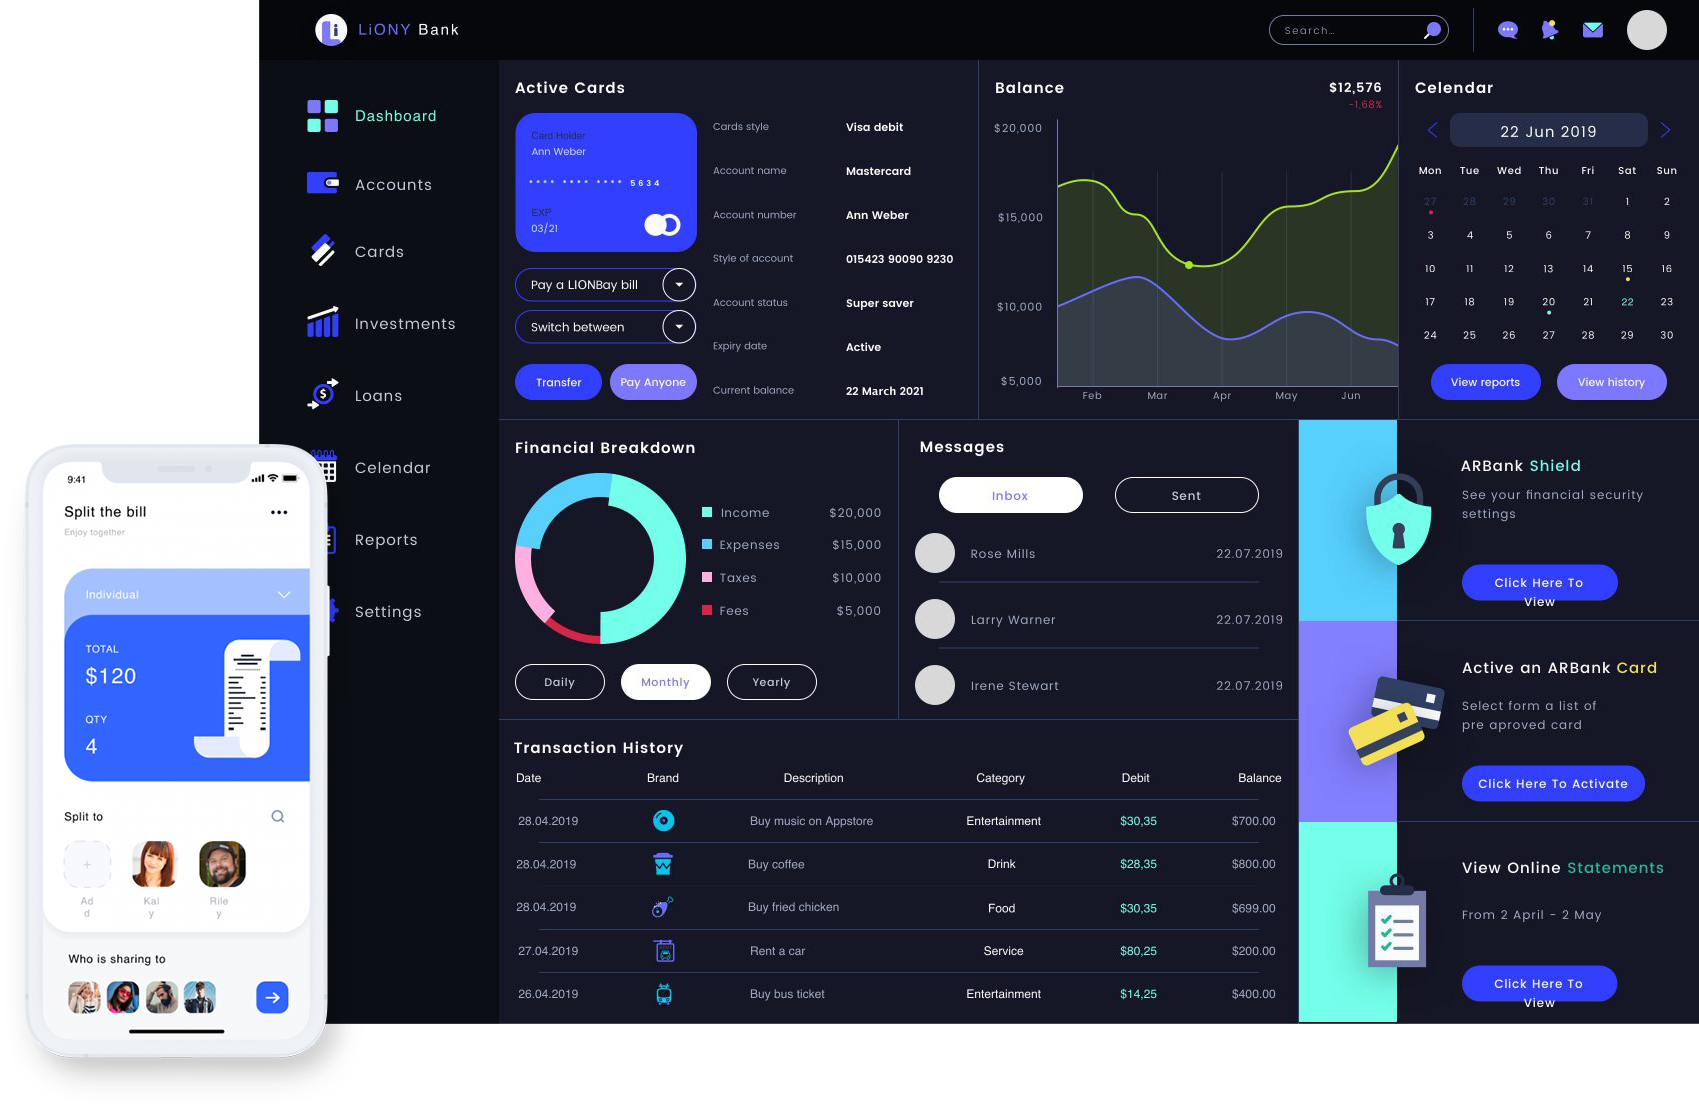 LiONY Bank
Search...
Dashboard
Accounts
Cards
Investments
Loans
Celendar
Reports
Settings
Active Cards
Card Holder
Ann Weber
•••• •••• •••• 5634
EXP
03/21
Pay a LIONBay bill
Switch between
Transfer
Pay Anyone
Cards style Visa debit
Account name Mastercard
Account number Ann Weber
Style of account 015423 90090 9230
Account status Super saver
Expiry date Active
Current balance 22 March 2021
Balance
$12,576
-1,68%
$20,000
$15,000
$10,000
$5,000
Feb Mar Apr May Jun
Celendar
22 Jun 2019
Mon Tue Wed Thu Fri Sat Sun
27 28 29 30 31 1 2
3 4 5 6 7 8 9
10 11 12 13 14 15 16
17 18 19 20 21 22 23
24 25 26 27 28 29 30
View reports
View history
Financial Breakdown
Income $20,000
Expenses $15,000
Taxes $10,000
Fees $5,000
Daily
Monthly
Yearly
Messages
Inbox
Sent
Rose Mills 22.07.2019
Larry Warner 22.07.2019
Irene Stewart 22.07.2019
ARBank Shield
See your financial security
settings
Click Here To
View
Active an ARBank Card
Select form a list of
pre aproved card
Click Here To Activate
View Online Statements
From 2 April - 2 May
Click Here To
View
Transaction History
Date Brand Description Category Debit Balance
28.04.2019 Buy music on Appstore Entertainment $30,35 $700.00
28.04.2019 Buy coffee Drink $28,35 $800.00
28.04.2019 Buy fried chicken Food $30,35 $699.00
27.04.2019 Rent a car Service $80,25 $200.00
26.04.2019 Buy bus ticket Entertainment $14,25 $400.00
9:41
Split the bill
Enjoy together
Individual
TOTAL
$120
QTY
4
Split to
Ad
d
Kal
y
Rile
y
Who is sharing to